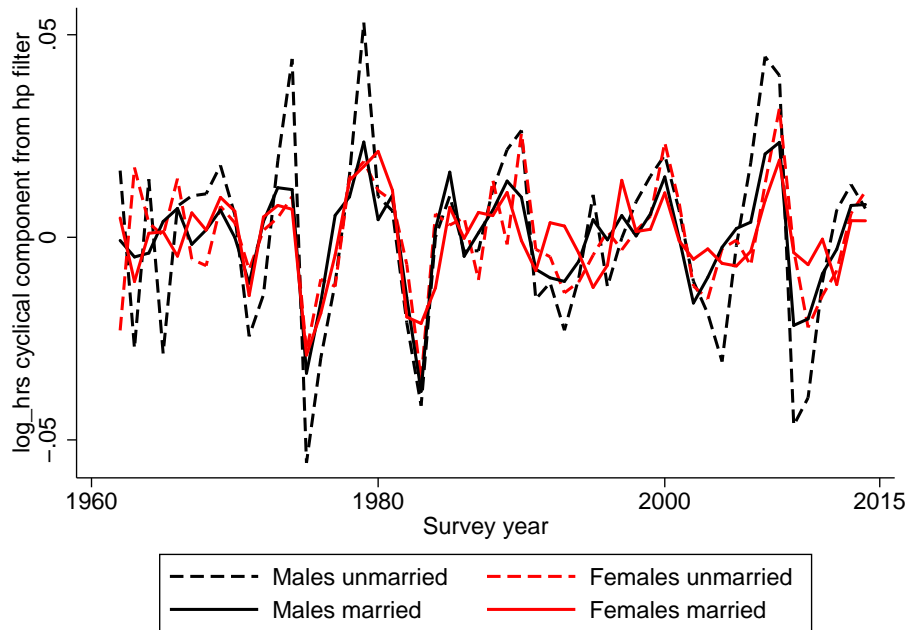 log_hrs cyclical component from hp filter
.05
0
-.05
1960
1980
2000
2015
Survey year
Males unmarried
Females unmarried
Males married
Females married